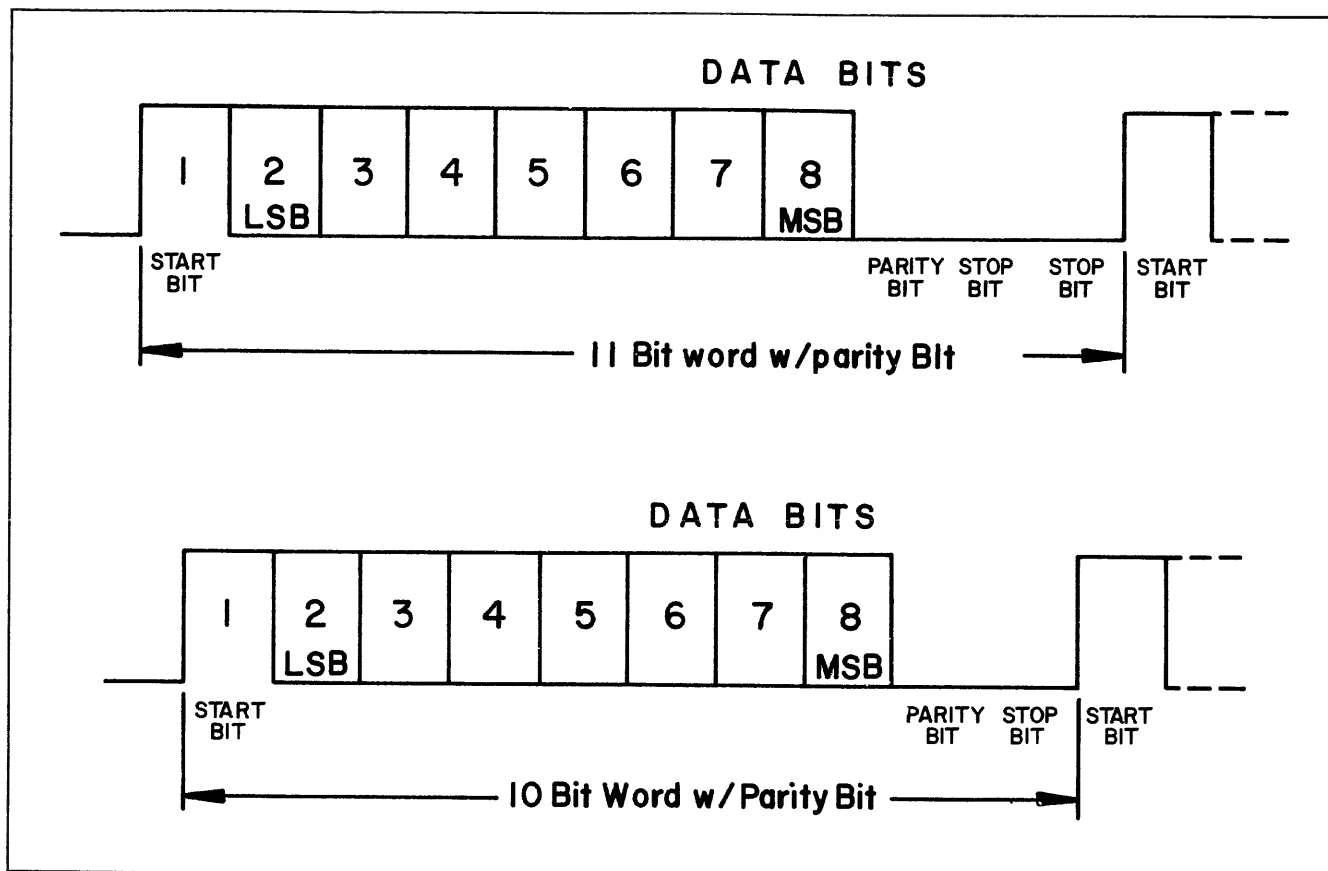 DATA BITS
1 2 3 4 5 6 7 8
LSB MSB
START BIT PARITY BIT STOP BIT STOP BIT START BIT
11 Bit word w/parity BIt
DATA BITS
1 2 3 4 5 6 7 8
LSB MSB
START BIT PARITY BIT STOP BIT START BIT
10 Bit Word w/Parity Bit